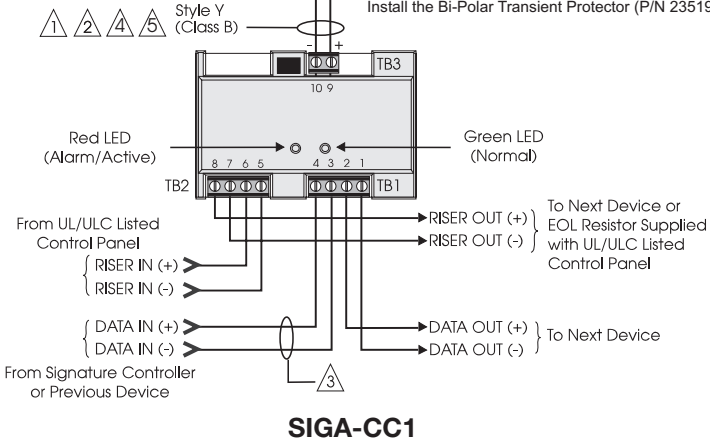 Install the Bi-Polar Transient Protector (P/N 23519
1 2 4 5
Style Y
(Class B)
- +
TB3
10 9
Red LED
(Alarm/Active)
Green LED
(Normal)
8 7 6 5 4 3 2 1
TB2
TB1
From UL/ULC Listed
Control Panel
RISER IN (+)
RISER IN (-)
RISER OUT (+)
RISER OUT (-)
To Next Device or
EOL Resistor Supplied
with UL/ULC Listed
Control Panel
DATA IN (+)
DATA IN (-)
From Signature Controller
or Previous Device
3
DATA OUT (+)
DATA OUT (-)
To Next Device
SIGA-CC1